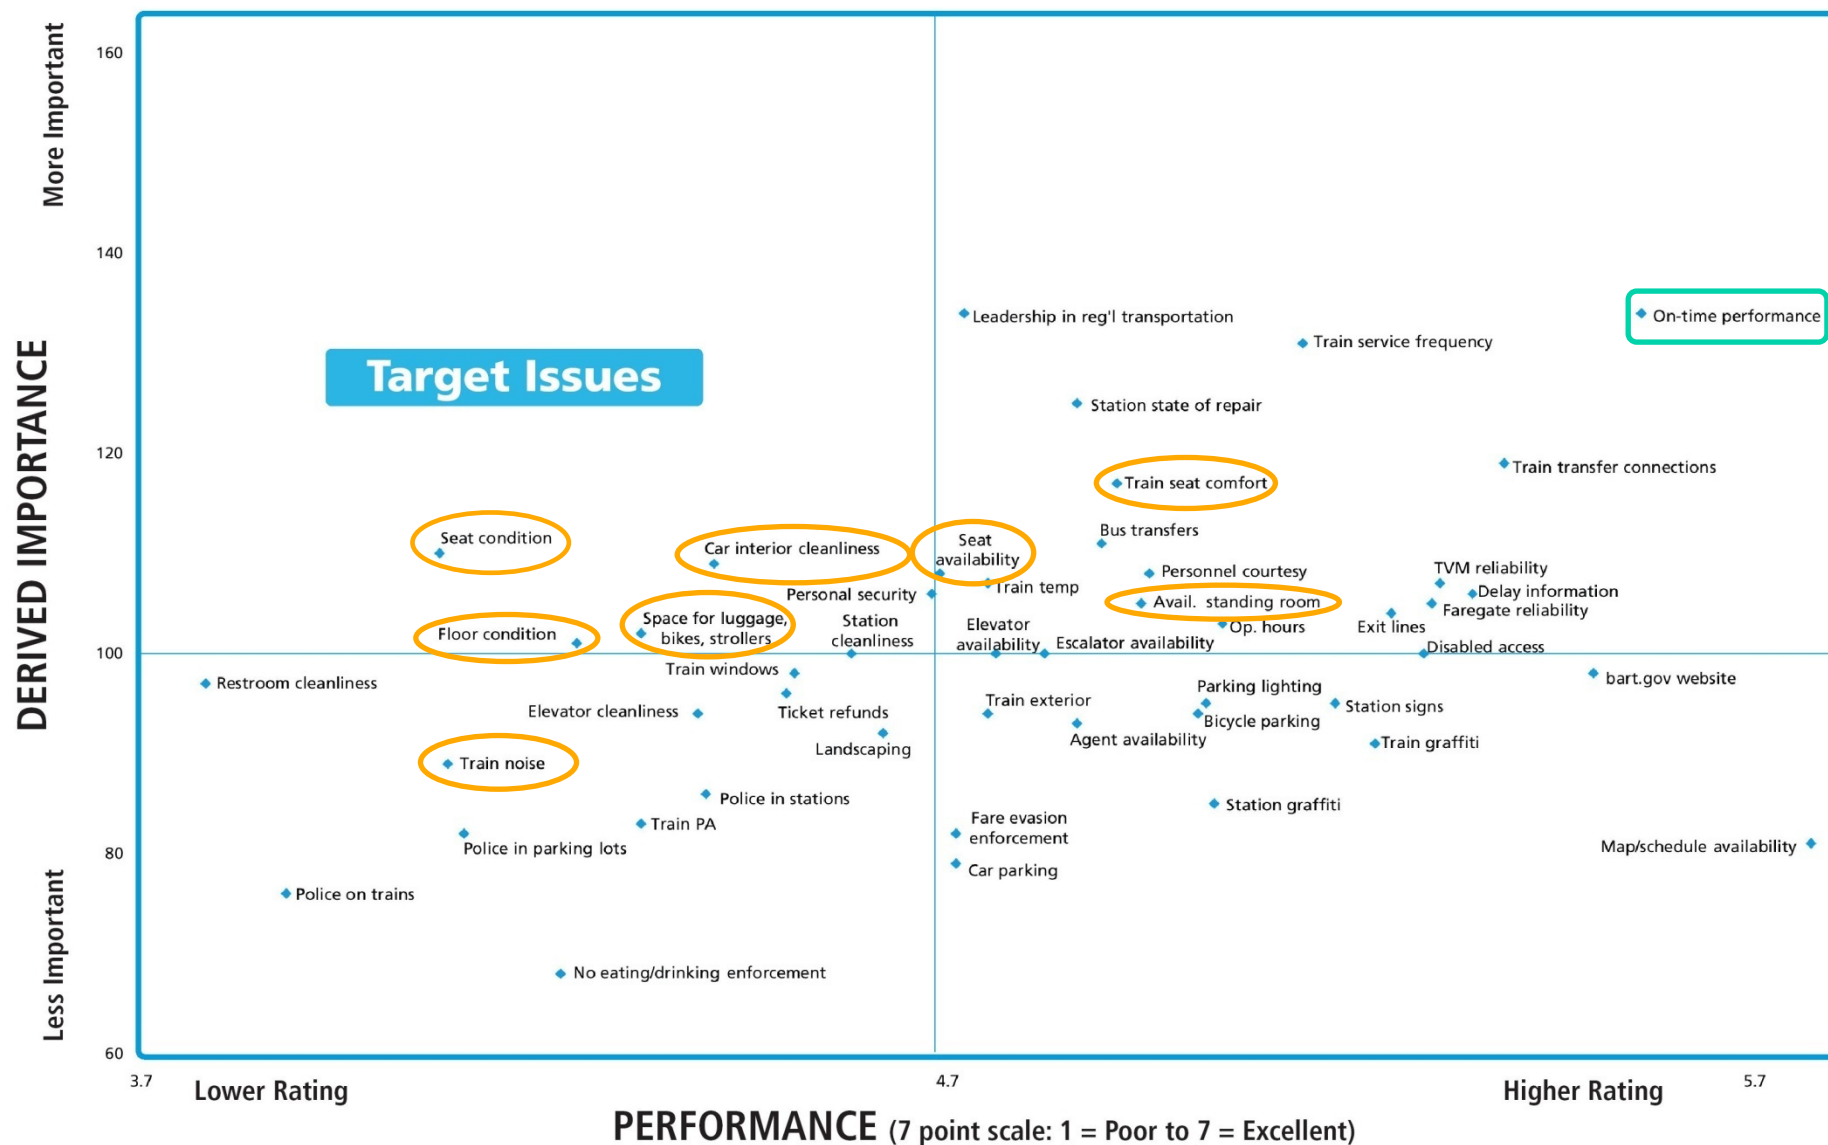 DERIVED IMPORTANCE
More Important
Less Important
160
140
120
100
80
60
Target Issues
Leadership in reg'l transportation
On-time performance
Train service frequency
Station state of repair
Train transfer connections
Train seat comfort
Seat condition
Car interior cleanliness
Seat
availability
Bus transfers
Personnel courtesy
TVM reliability
Delay information
Faregate reliability
Train temp
Personal security
Avail. standing room
Floor condition
Space for luggage,
bikes, strollers
Station
cleanliness
Elevator
availability
Escalator availability
Op. hours
Exit lines
Disabled access
Restroom cleanliness
Train windows
bart.gov website
Elevator cleanliness
Ticket refunds
Landscaping
Train exterior
Agent availability
Parking lighting
Bicycle parking
Station signs
Train graffiti
Train noise
Police in stations
Train PA
Police in parking lots
Fare evasion
enforcement
Station graffiti
Map/schedule availability
Car parking
Police on trains
No eating/drinking enforcement
3.7
4.7
5.7
Lower Rating
Higher Rating
PERFORMANCE (7 point scale: 1 = Poor to 7 = Excellent)